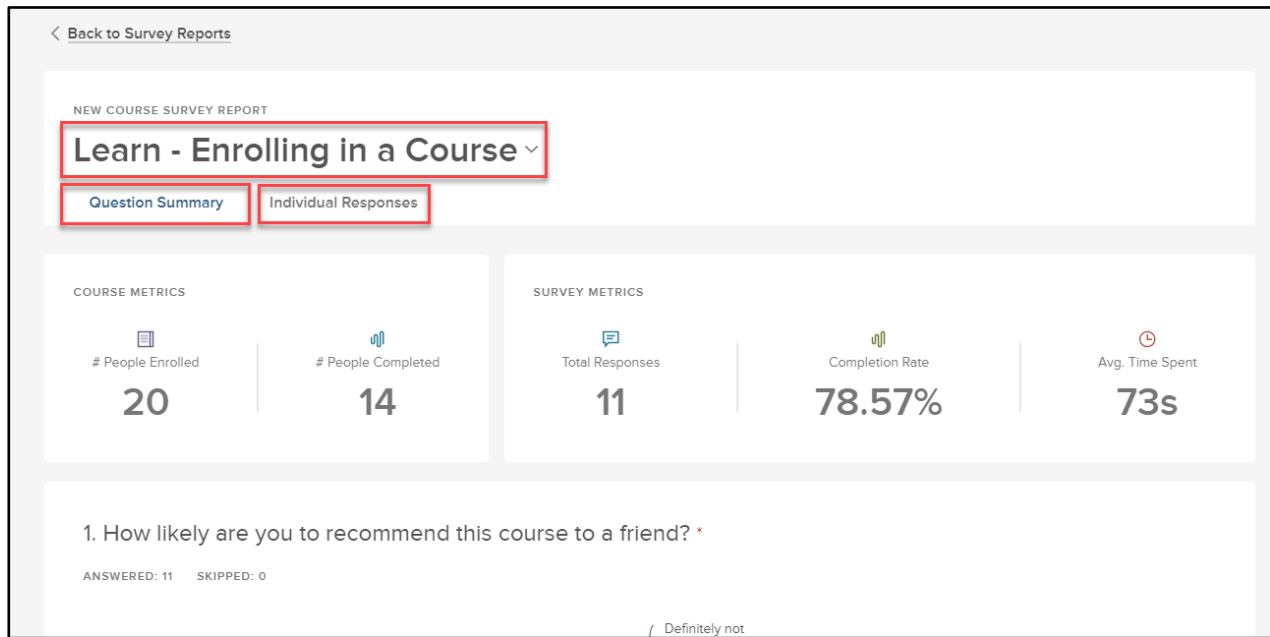 Back to Survey Reports
NEW COURSE SURVEY REPORT
Learn - Enrolling in a Course
Question Summary
Individual Responses
COURSE METRICS
# People Enrolled
20
# People Completed
14
SURVEY METRICS
Total Responses
11
Completion Rate
78.57%
Avg. Time Spent
73s
1. How likely are you to recommend this course to a friend? *
ANSWERED: 11 SKIPPED: 0
Definitely not